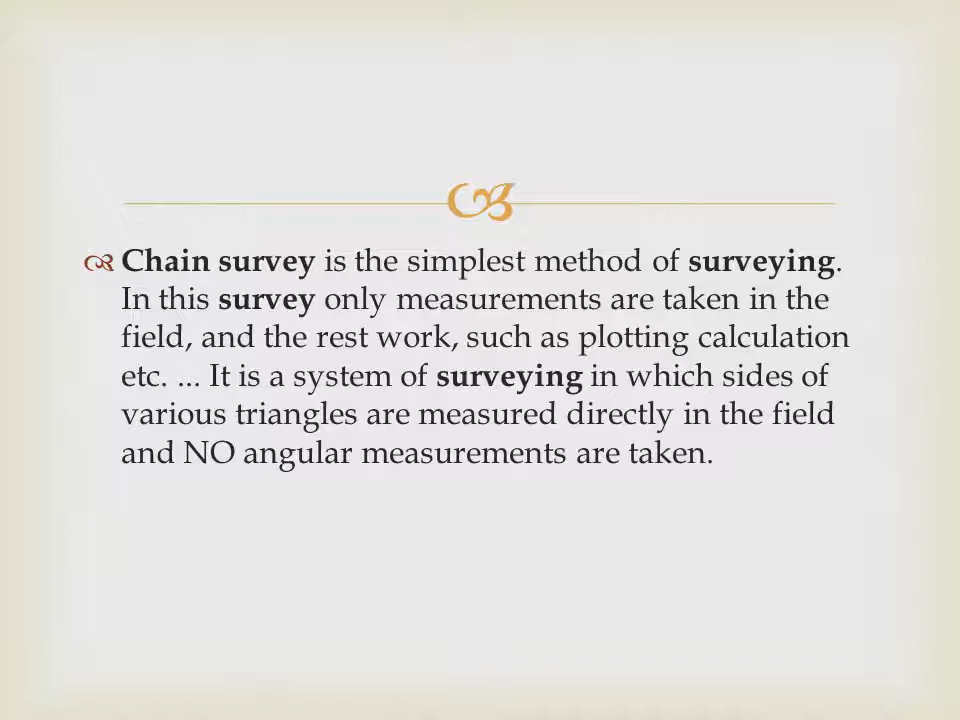 Chain survey is the simplest method of surveying.
In this survey only measurements are taken in the
field, and the rest work, such as plotting calculation
etc. ... It is a system of surveying in which sides of
various triangles are measured directly in the field
and NO angular measurements are taken.